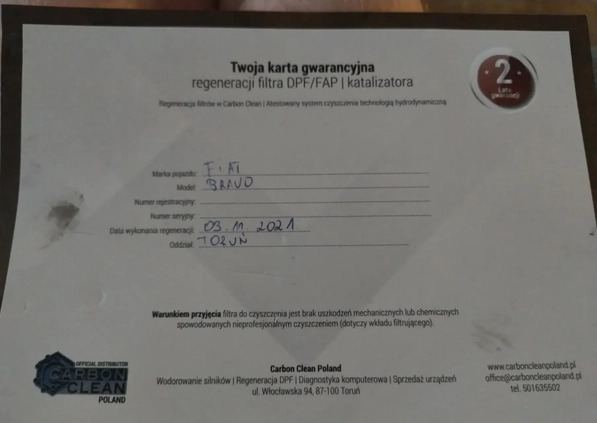 Twoja karta gwarancyjna
regeneracji filtra DPF/FAP | katalizatora
Regeneracja filtrów w Carbon Clean | Atestowany system czyszczenia technologią hydrodynamiczną
2
Lata
gwarancji
Marka pojazdu: FIAT
Model: BRAVO
Numer rejestracyjny:
Numer seryjny:
Data wykonania regeneracji: 03.11.2021
Oddział: TORUŃ
Warunkiem przyjęcia filtra do czyszczenia jest brak uszkodzeń mechanicznych lub chemicznych
spowodowanych nieprofesjonalnym czyszczeniem (dotyczy wkładu filtrującego).
OFFICIAL DISTRIBUTOR
CARBON
CLEAN
POLAND
Carbon Clean Poland
Wodorowanie silników | Regeneracja DPF | Diagnostyka komputerowa | Sprzedaż urządzeń
ul. Włocławska 94, 87-100 Toruń
www.carboncleanpoland.pl
office@carboncleanpoland.pl
tel. 501635502